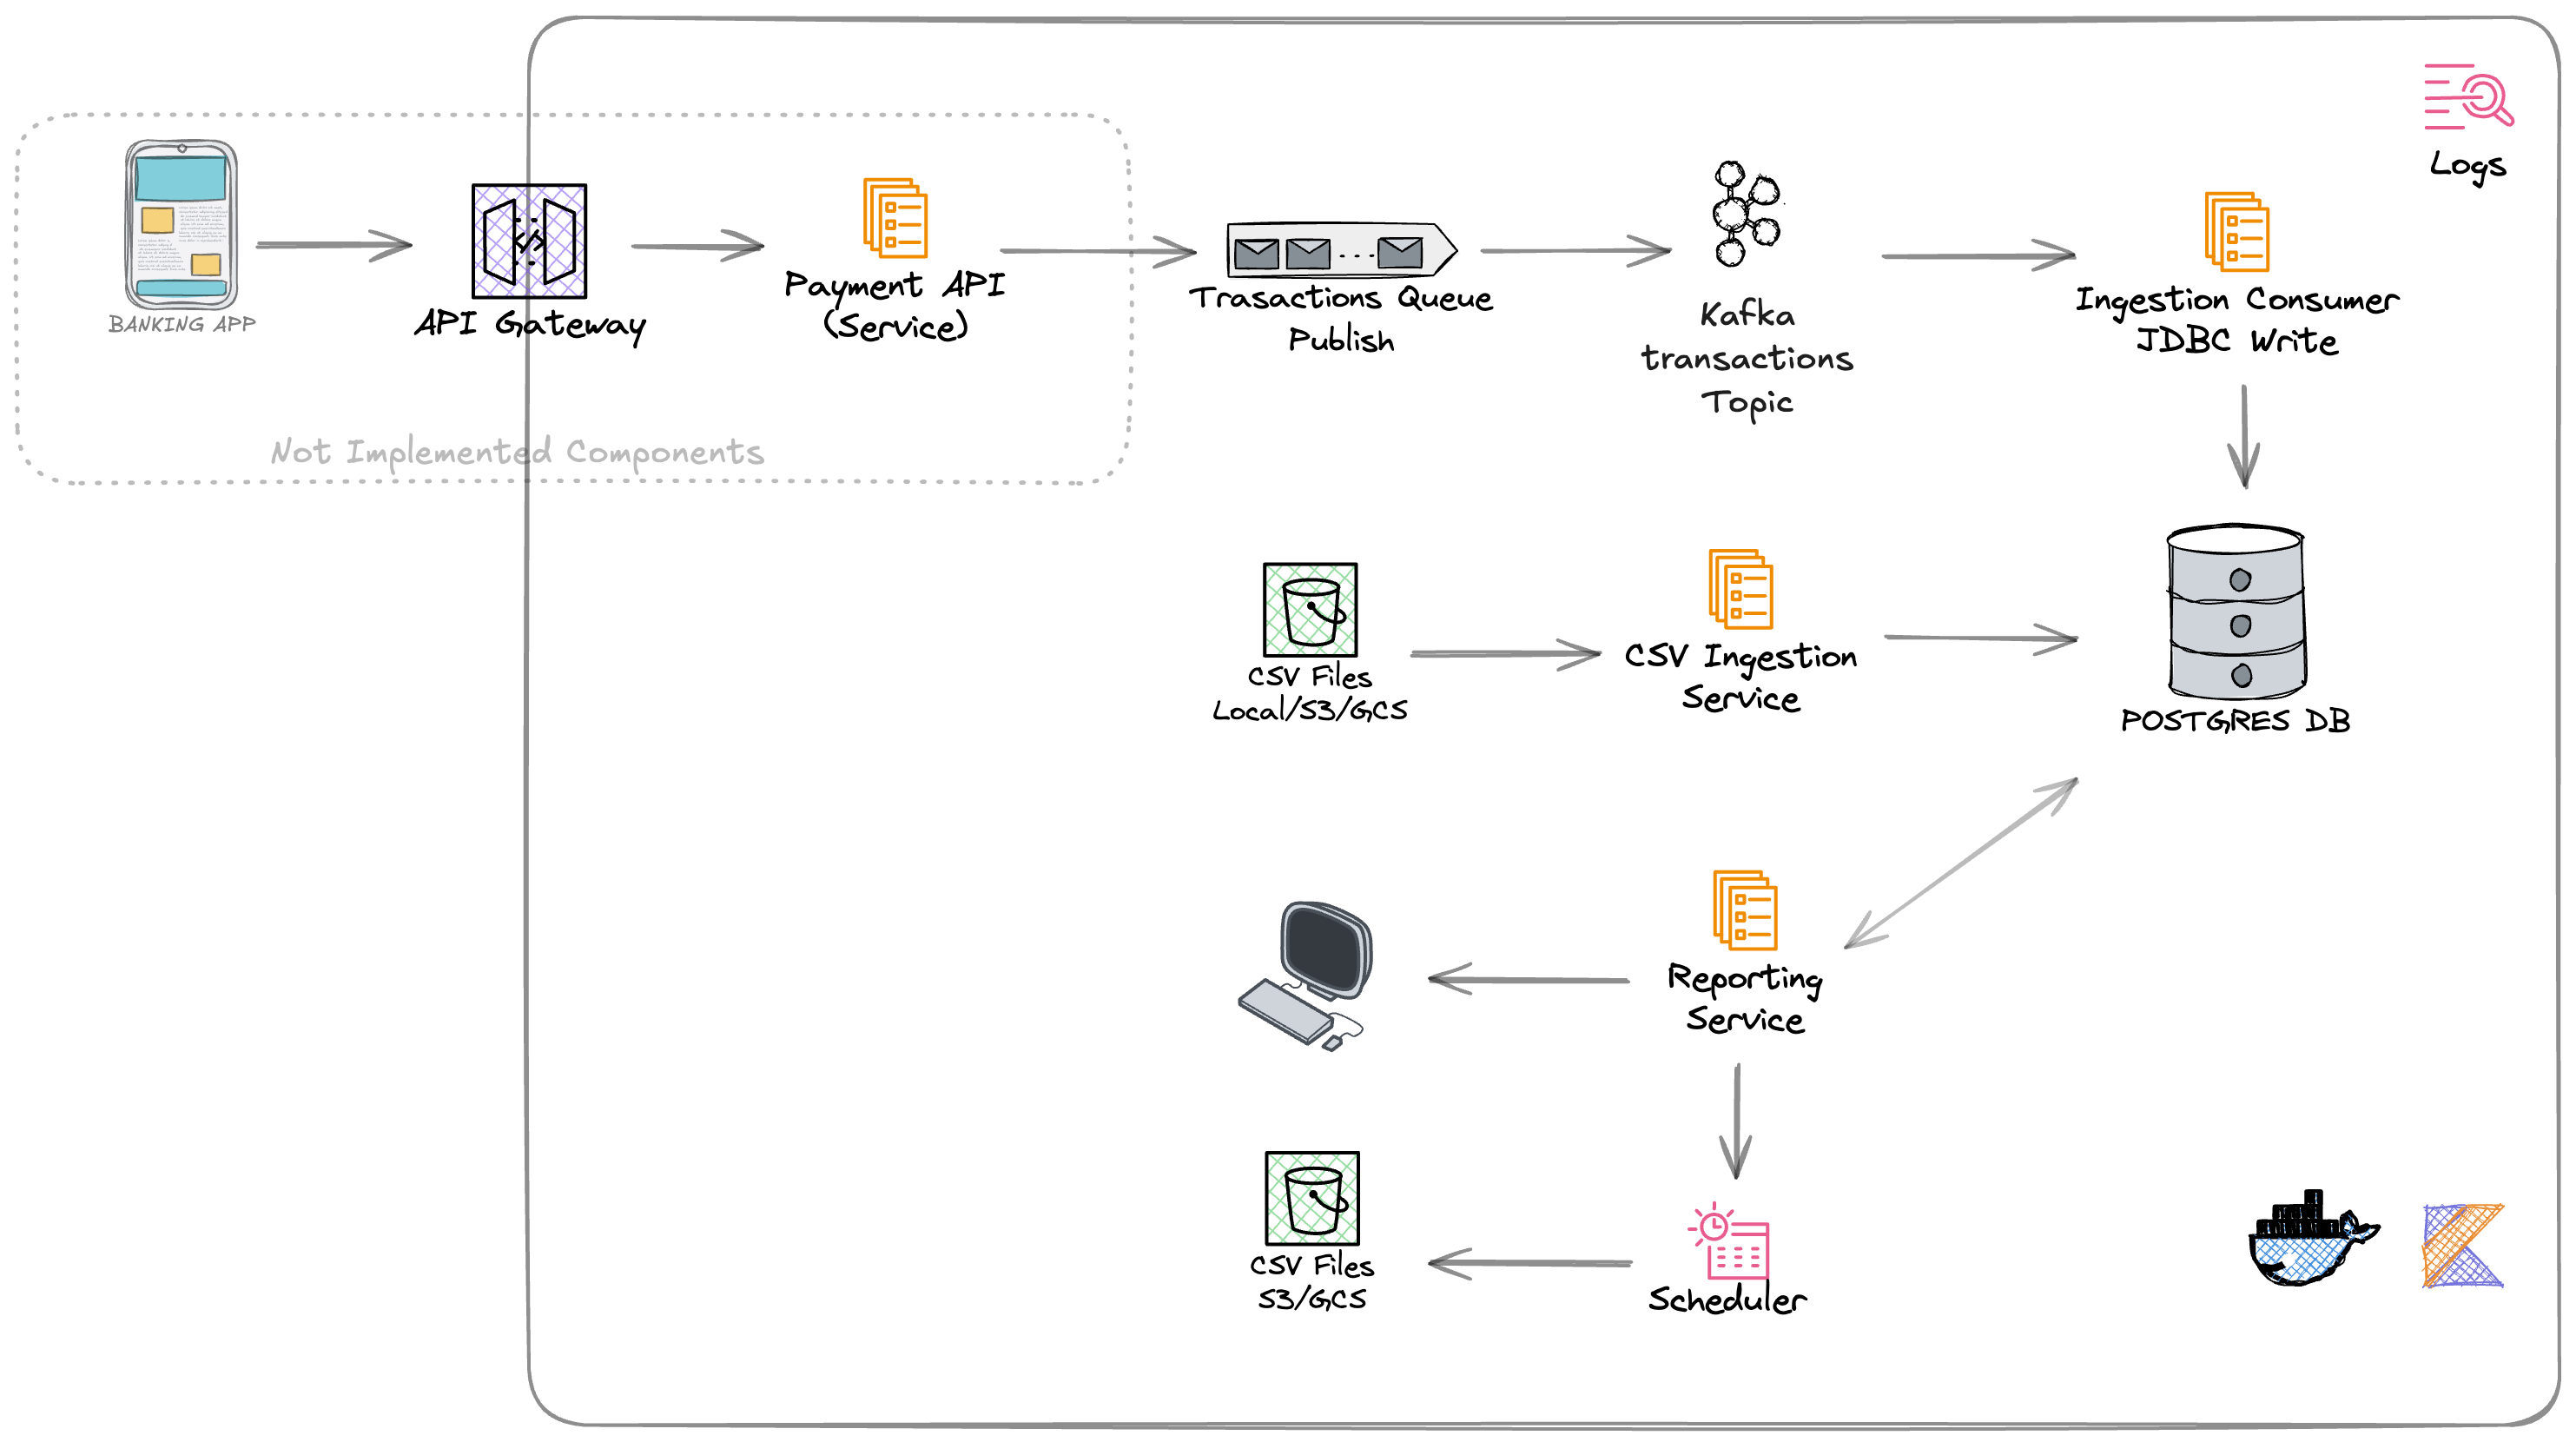 Logs
BANKING APP
API Gateway
Payment API
(Service)
Trasactions Queue
Publish
Kafka
transactions
Topic
Ingestion Consumer
JDBC Write
Not Implemented Components
CSV Files
Local/S3/GCS
CSV Ingestion
Service
POSTGRES DB
Reporting
Service
CSV Files
S3/GCS
Scheduler